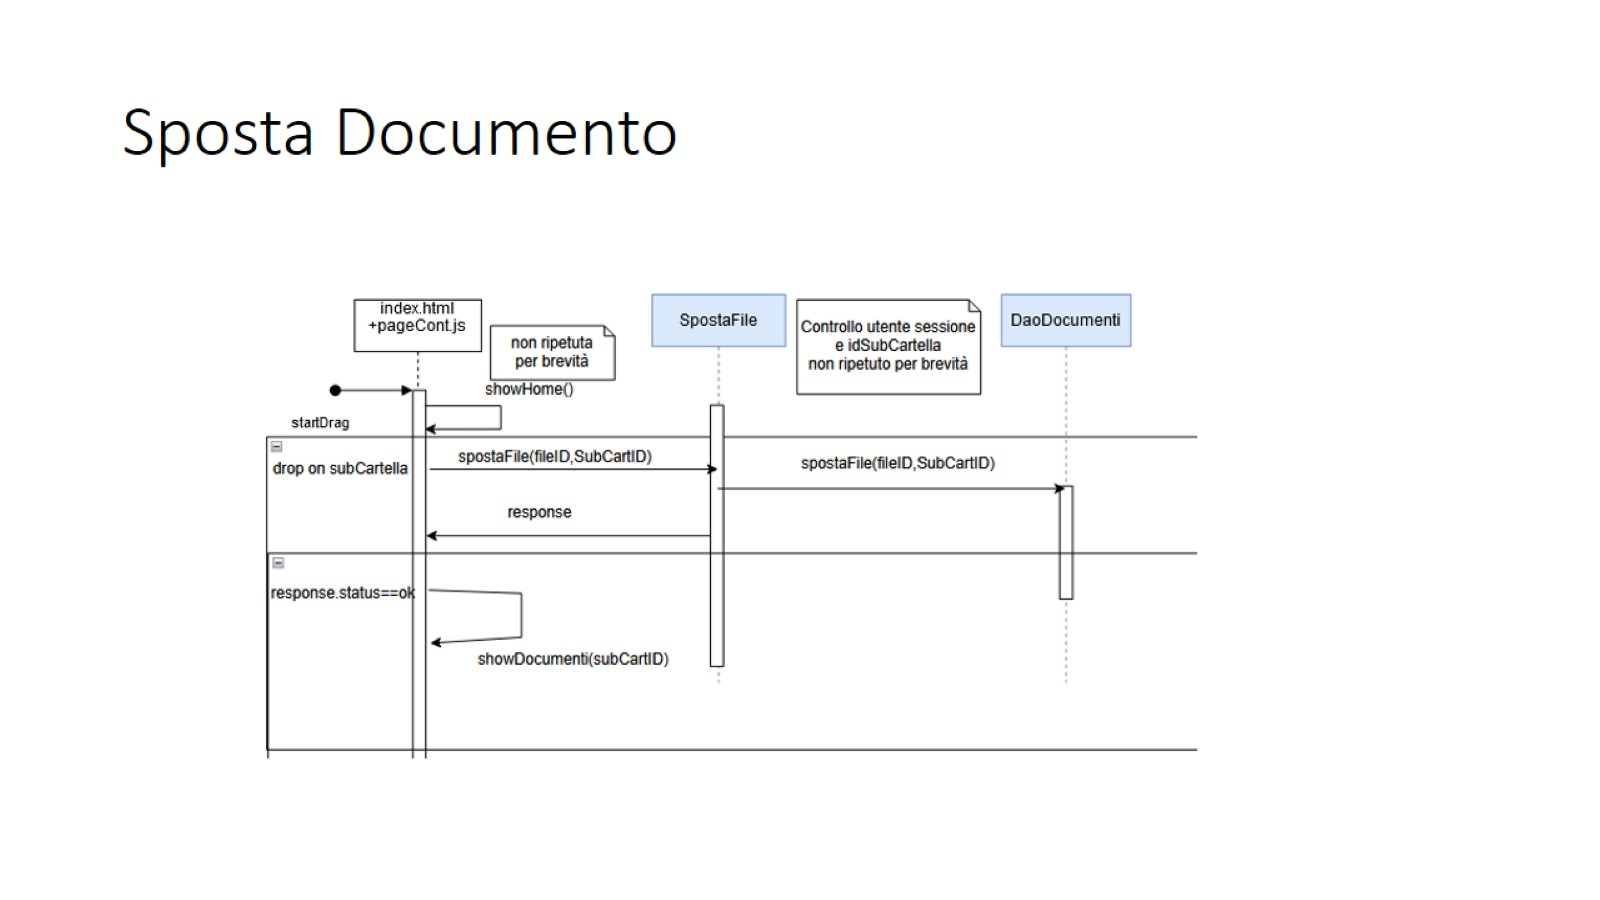 Sposta Documento
index.html
+pageCont.js
non ripetuta
per brevità
SpostaFile
Controllo utente sessione
e idSubCartella
non ripetuto per brevità
DaoDocumenti
showHome()
startDrag
drop on subCartella
spostaFile(fileID,SubCartID)
spostaFile(fileID,SubCartID)
response
response.status==ok
showDocumenti(subCartID)